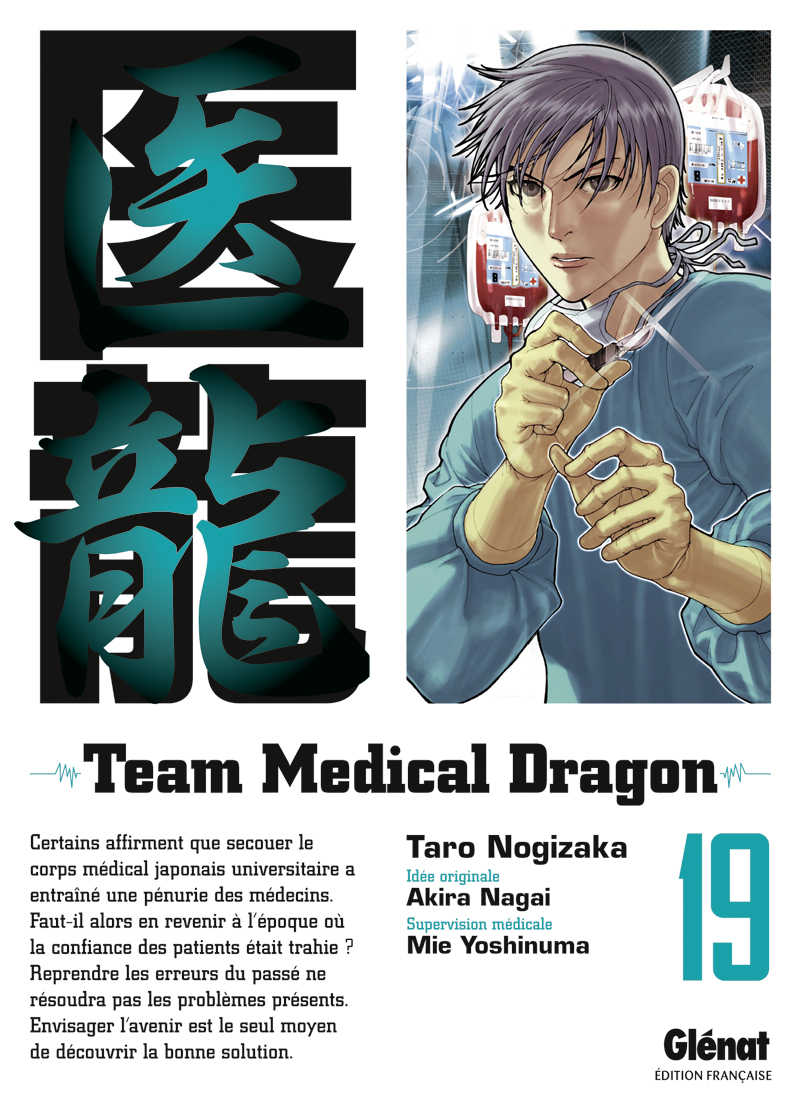 医
龍
Team Medical Dragon
Certains affirment que secouer le
corps médical japonais universitaire a
entraîné une pénurie des médecins.
Faut-il alors en revenir à l'époque où
la confiance des patients était trahie ?
Reprendre les erreurs du passé ne
résoudra pas les problèmes présents.
Envisager l'avenir est le seul moyen
de découvrir la bonne solution.
Taro Nogizaka
Idée originale
Akira Nagai
Supervision médicale
Mie Yoshinuma
19
Glénat
ÉDITION FRANÇAISE